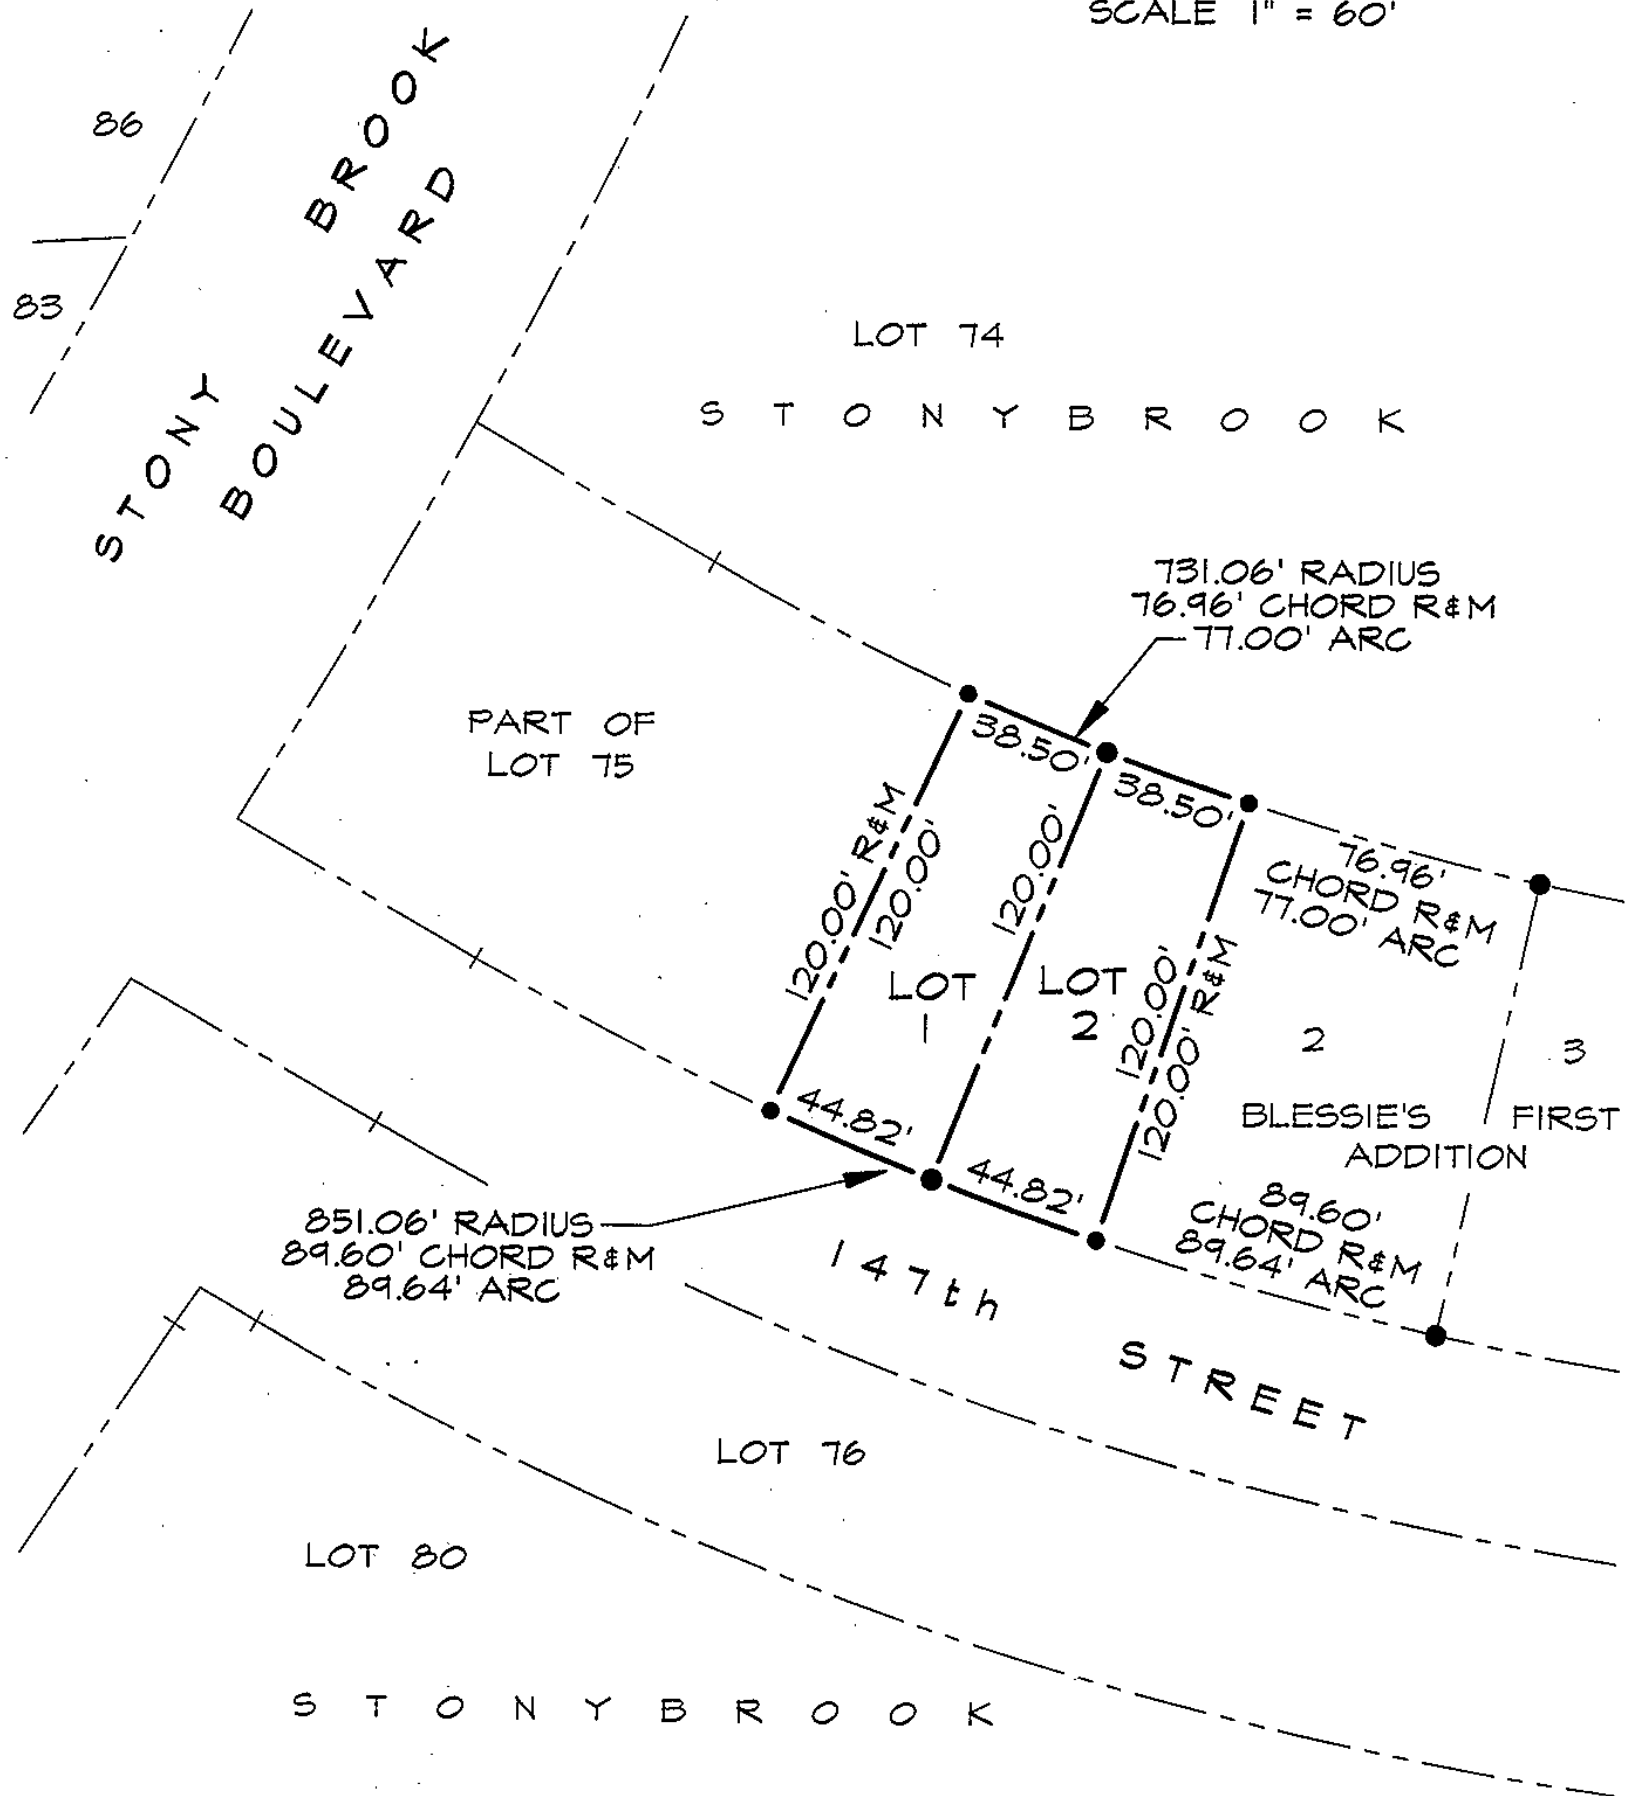 SCALE 1" = 60'
86
83
STONY BROOK
BOULEVARD
LOT 74
STONYBROOK
731.06' RADIUS
76.96' CHORD R&M
77.00' ARC
PART OF
LOT 75
38.50'
38.50'
120.00' R&M
120.00'
120.00'
120.00'
120.00' R&M
LOT
1
LOT
2
76.96'
CHORD R&M
77.00' ARC
2
3
BLESSIE'S FIRST
ADDITION
44.82'
44.82'
89.60'
CHORD R&M
89.64' ARC
851.06' RADIUS
89.60' CHORD R&M
89.64' ARC
147th STREET
LOT 76
LOT 80
STONYBROOK